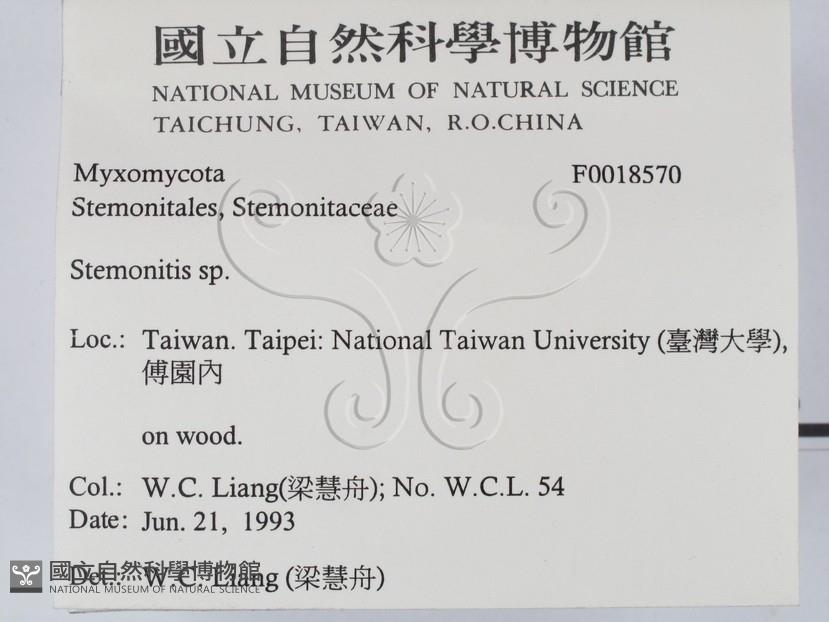 國立自然科學博物館
NATIONAL MUSEUM OF NATURAL SCIENCE
TAICHUNG, TAIWAN, R.O.CHINA
Myxomycota F0018570
Stemonitales, Stemonitaceae
Stemonitis sp.
Loc.: Taiwan. Taipei: National Taiwan University (臺灣大學),
傅園內
on wood.
Col.: W.C. Liang(梁慧舟); No. W.C.L. 54
Date: Jun. 21, 1993
Det.: W.C. Liang (梁慧舟)
國立自然科學博物館
NATIONAL MUSEUM OF NATURAL SCIENCE